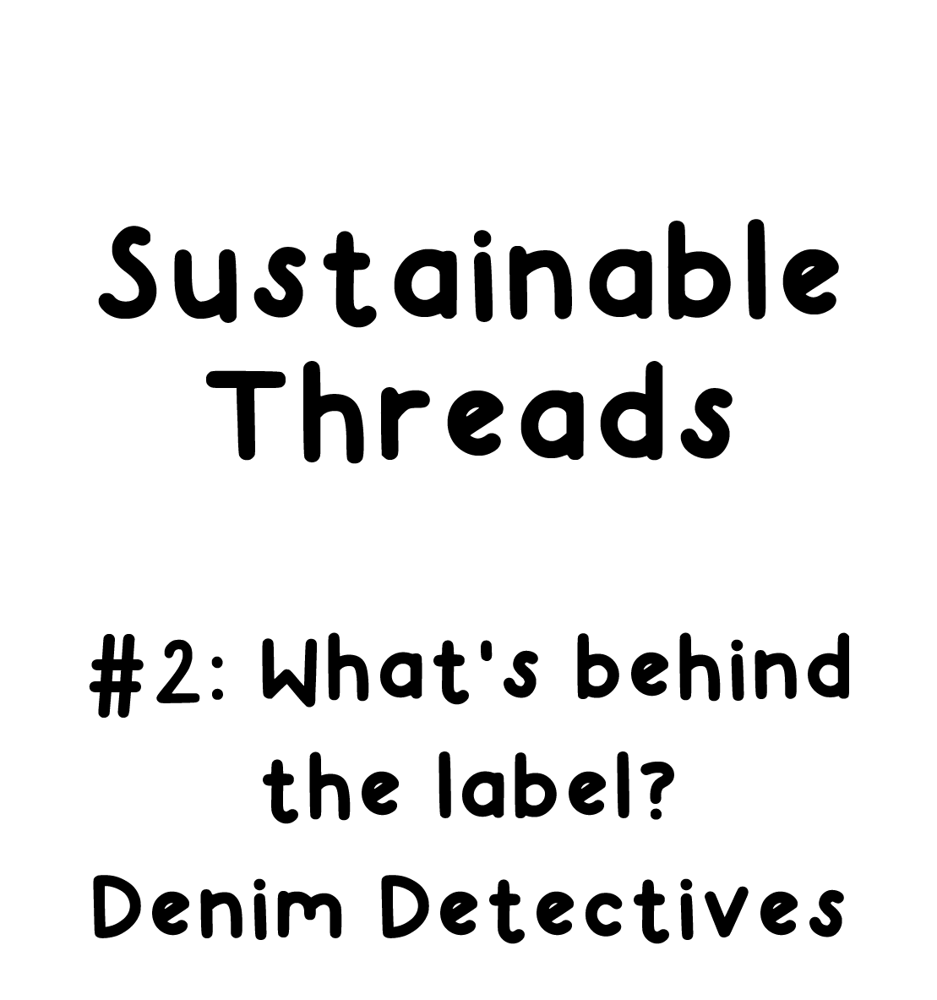 Sustainable
Threads
#2: What's behind
the label?
Denim Detectives